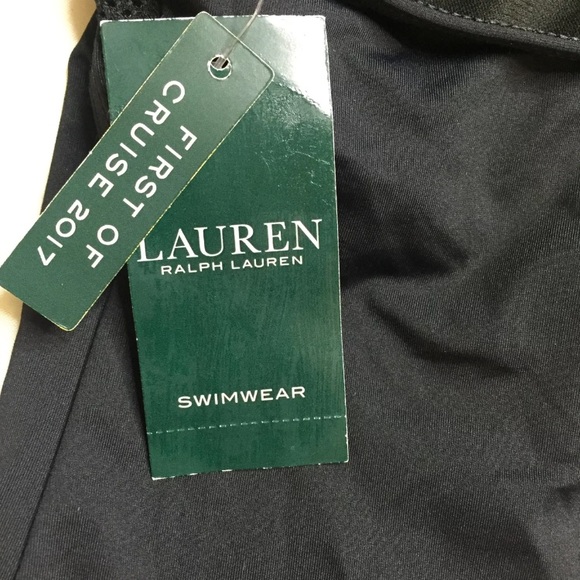 FIRST OF
CRUISE 2017
LAUREN
RALPH LAUREN
SWIMWEAR